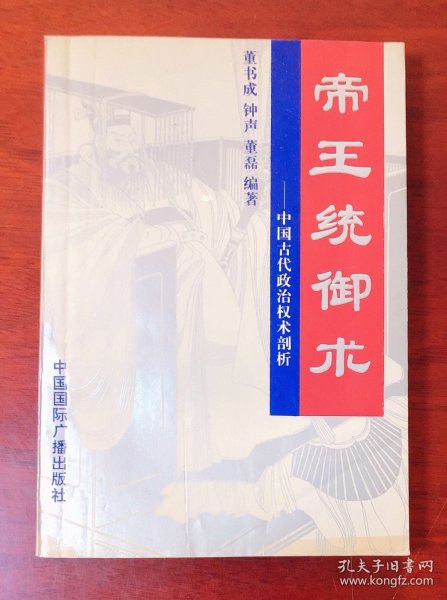 帝王统御术
——中国古代政治权术剖析
董书成 钟声 董磊 编著
中国国际广播出版社
孔夫子旧书网
www.kongfz.com